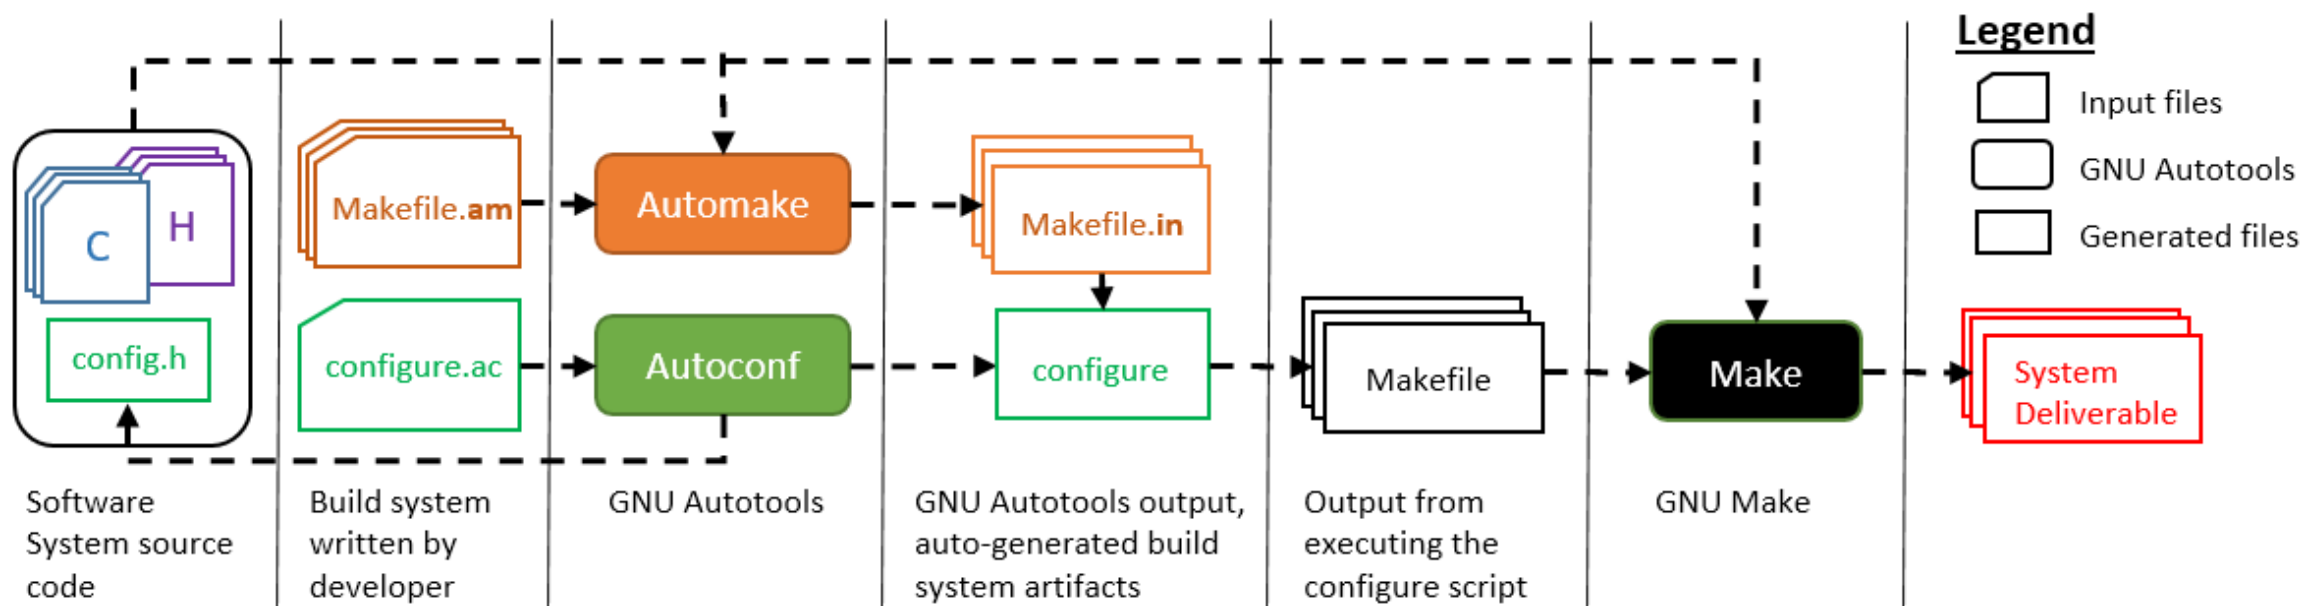 Legend
Input files
GNU Autotools
Generated files
C
H
config.h
Makefile.am
configure.ac
Automake
Autoconf
Makefile.in
configure
Makefile
Make
System
Deliverable
Software
System source
code
Build system
written by
developer
GNU Autotools
GNU Autotools output,
auto-generated build
system artifacts
Output from
executing the
configure script
GNU Make